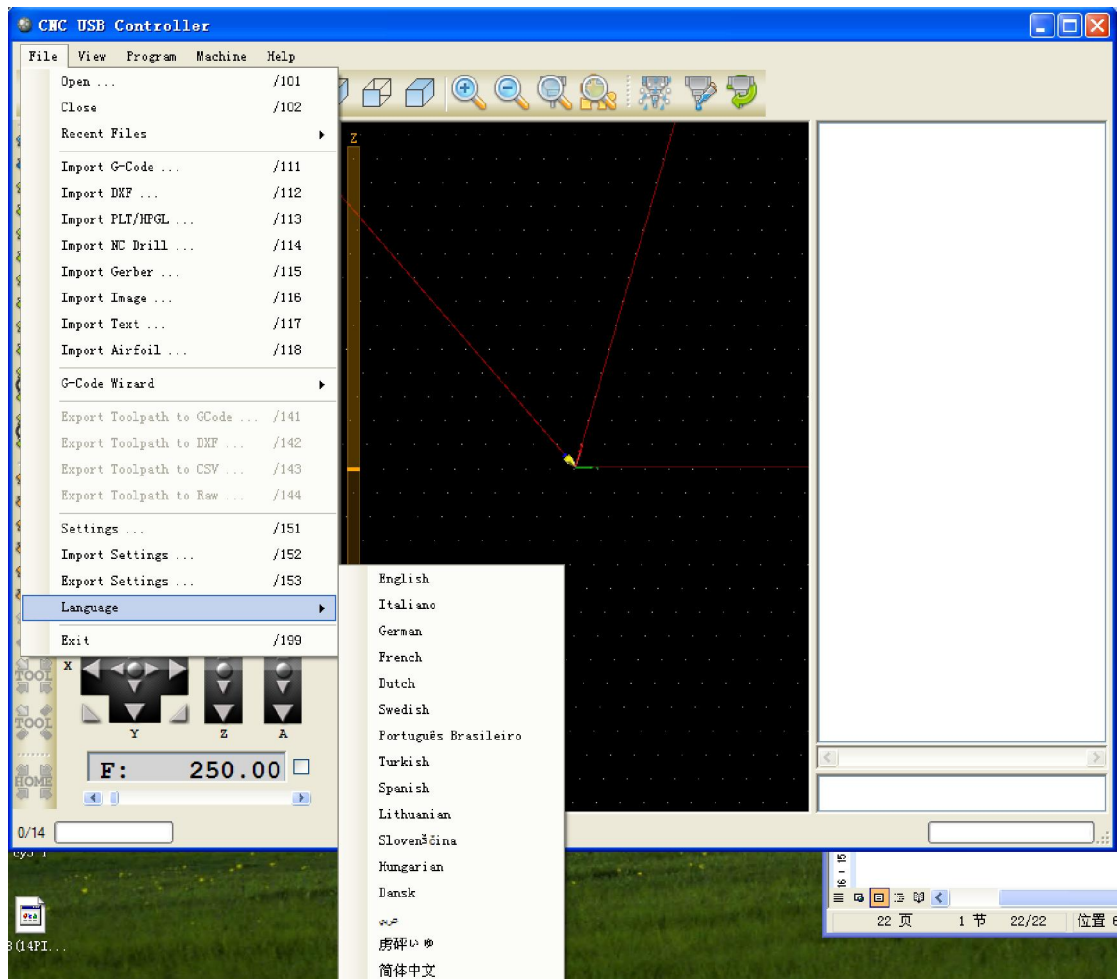 CNC USB Controller
File View Program Machine Help
Open ... /101
Close /102
Recent Files
Import G-Code ... /111
Import DXF ... /112
Import PLT/HPGL ... /113
Import NC Drill ... /114
Import Gerber ... /115
Import Image ... /116
Import Text ... /117
Import Airfoil ... /118
G-Code Wizard
Export Toolpath to GCode ... /141
Export Toolpath to DXF ... /142
Export Toolpath to CSV ... /143
Export Toolpath to Raw ... /144
Settings ... /151
Import Settings ... /152
Export Settings ... /153
Language
Exit /199
Z
English
Italiano
German
French
Dutch
Swedish
Português Brasileiro
Turkish
Spanish
Lithuanian
Slovenščina
Hungarian
Dansk
عربي
简体中文
TOOL
X
TOOL
Y Z A
F: 250.00
HOME
0/14
16 15
22 页 1 节 22/22 位置
(14PI...